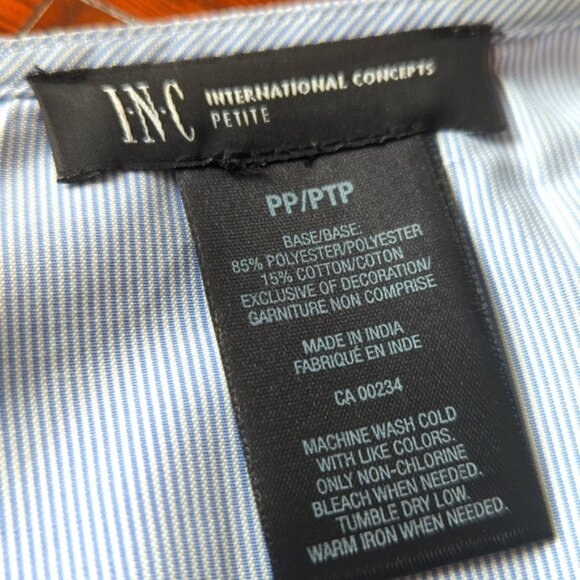 I·N·C INTERNATIONAL CONCEPTS
PETITE
PP/PTP
BASE/BASE:
85% POLYESTER/POLYESTER
15% COTTON/COTON
EXCLUSIVE OF DECORATION/
GARNITURE NON COMPRISE
MADE IN INDIA
FABRIQUÉ EN INDE
CA 00234
MACHINE WASH COLD
WITH LIKE COLORS.
ONLY NON-CHLORINE
BLEACH WHEN NEEDED.
TUMBLE DRY LOW.
WARM IRON WHEN NEEDED.